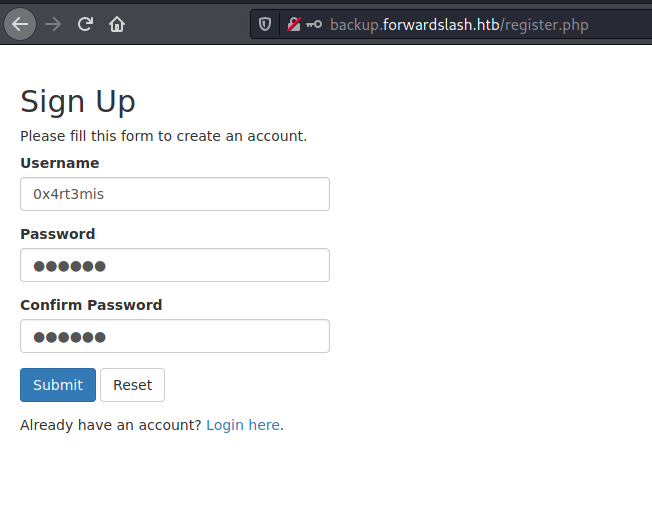 backup.forwardslash.htb/register.php
Sign Up
Please fill this form to create an account.
Username
0x4rt3mis
Password
●●●●●●
Confirm Password
●●●●●●
Submit Reset
Already have an account? Login here.